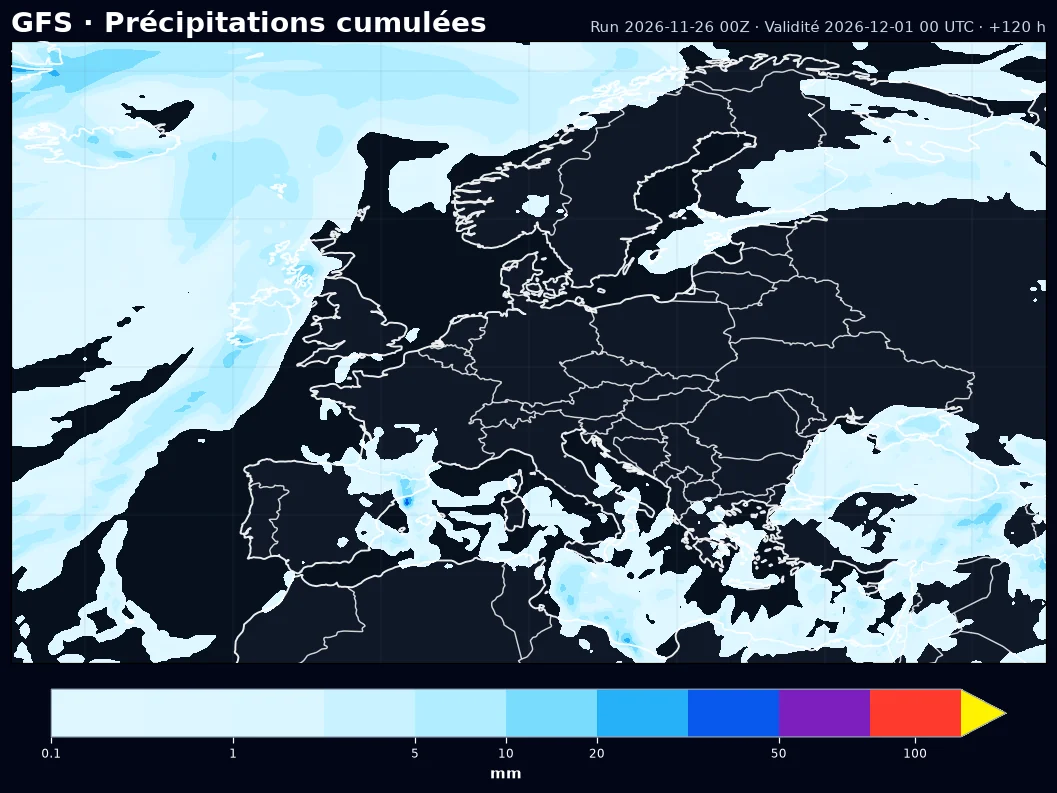 GFS · Précipitations cumulées
Run 2026-11-26 00Z · Validité 2026-12-01 00 UTC · +120 h
0.1 1 5 10 20 50 100
mm